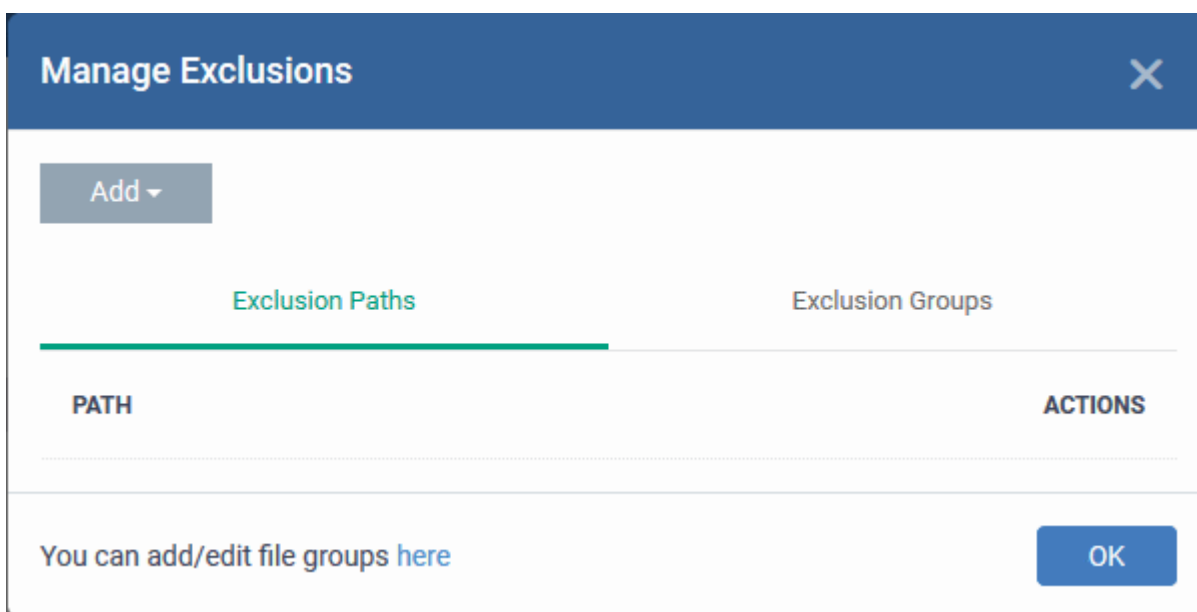 Manage Exclusions
Add
Exclusion Paths Exclusion Groups
PATH ACTIONS
You can add/edit file groups here OK